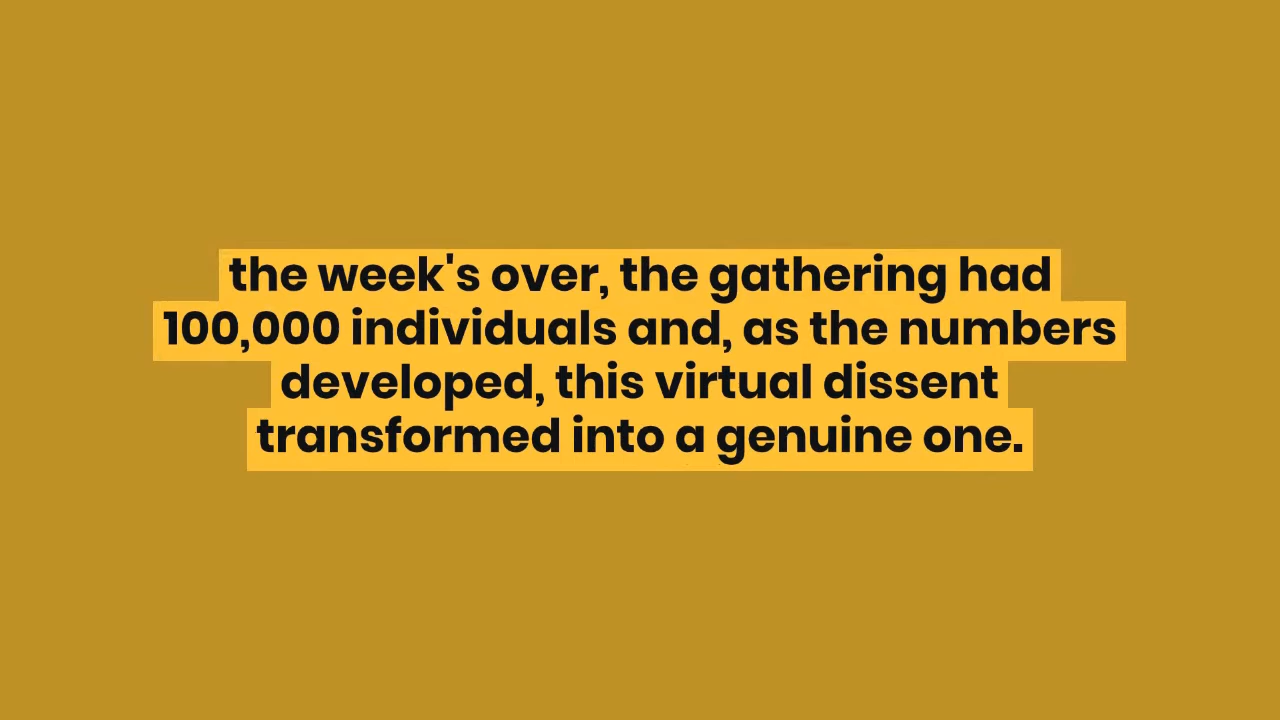 the week's over, the gathering had
100,000 individuals and, as the numbers
developed, this virtual dissent
transformed into a genuine one.